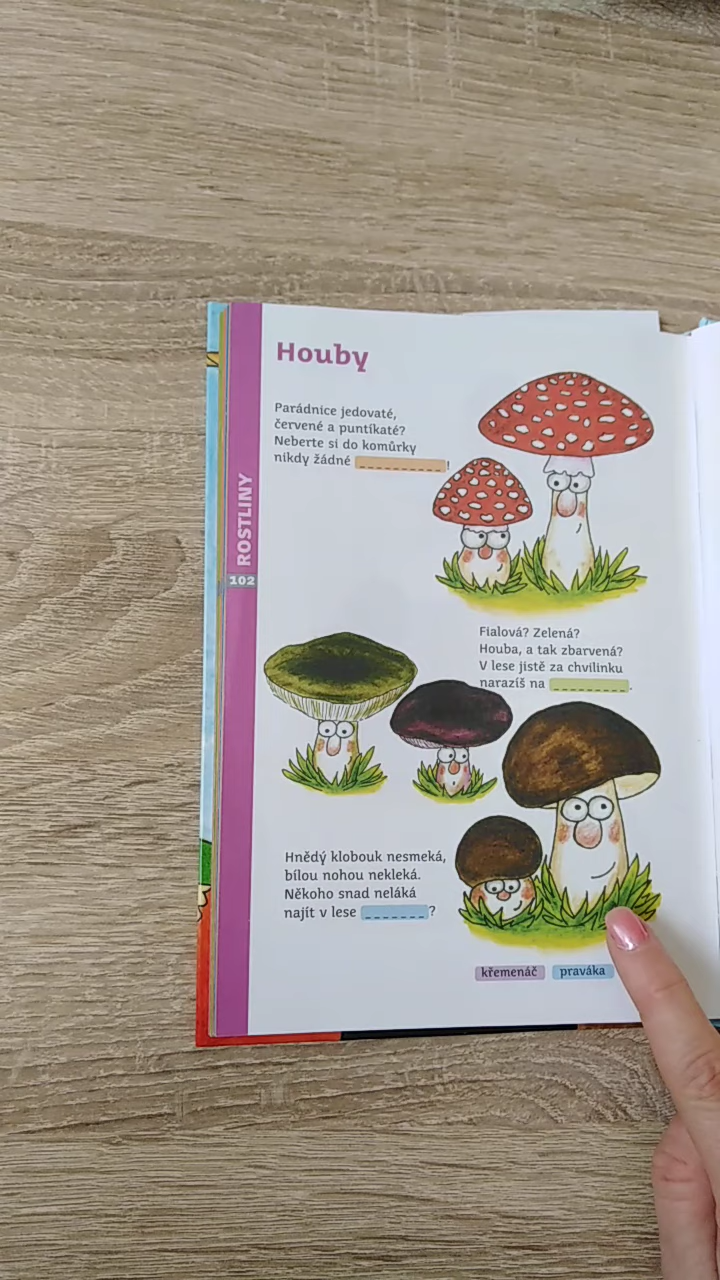 Houby
Parádnice jedovaté,
červené a puntíkaté?
Neberte si do komůrky
nikdy žádné _ _ _ _ _ _ _ _ _ !
ROSTLINY
102
Fialová? Zelená?
Houba, a tak zbarvená?
V lese jistě za chvilinku
narazíš na _ _ _ _ _ _ _ _ .
Hnědý klobouk nesmeká,
bílou nohou nekleká.
Někoho snad neláká
najít v lese _ _ _ _ _ _ _ ?
křemenáč praváka